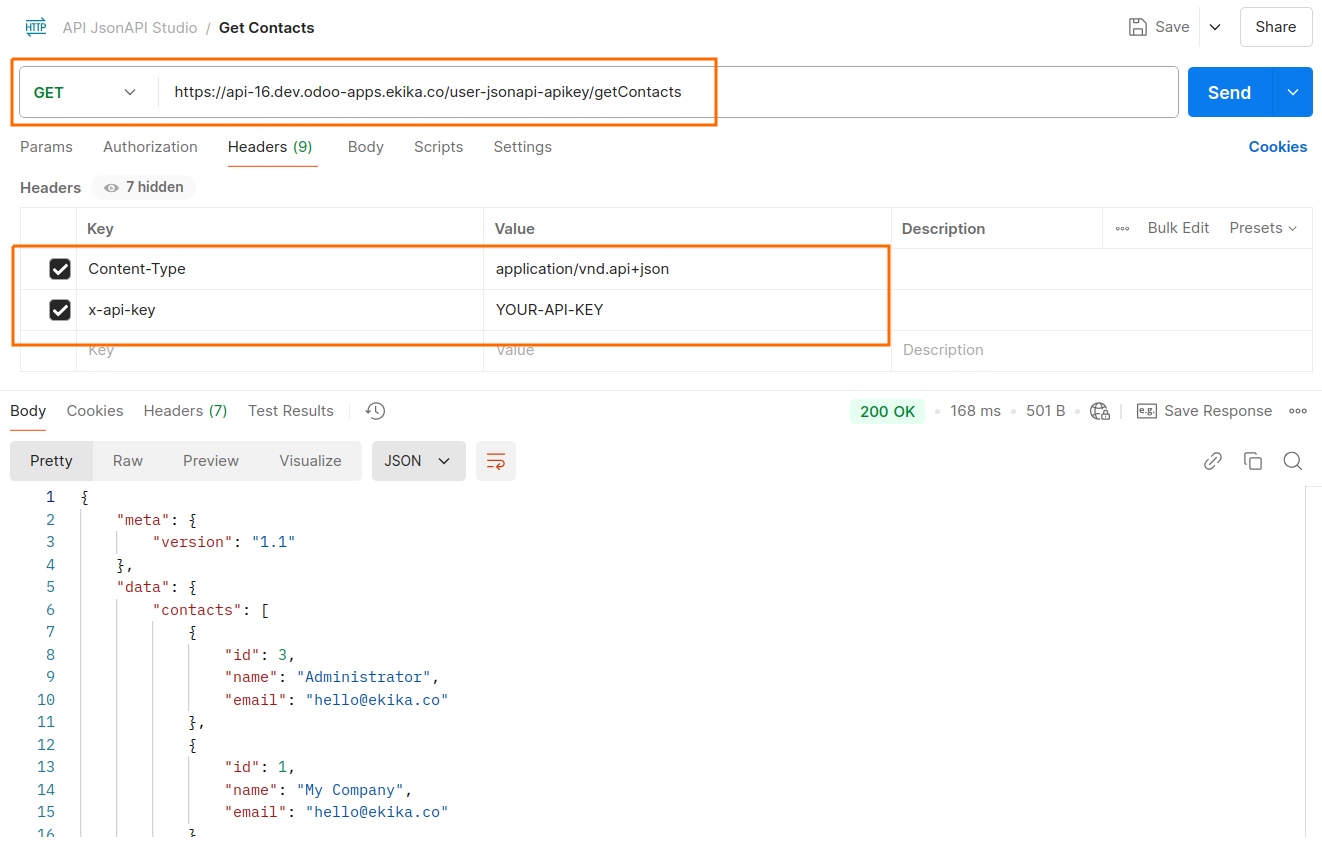 HTTP API JsonAPI Studio / Get Contacts Save Share
GET https://api-16.dev.odoo-apps.ekika.co/user-jsonapi-apikey/getContacts Send
Params Authorization Headers (9) Body Scripts Settings Cookies
Headers 7 hidden
Key Value Description Bulk Edit Presets
Content-Type application/vnd.api+json
x-api-key YOUR-API-KEY
Key Value Description
Body Cookies Headers (7) Test Results 200 OK 168 ms 501 B e.g. Save Response
Pretty Raw Preview Visualize JSON
1 {
2 "meta": {
3 "version": "1.1"
4 },
5 "data": {
6 "contacts": [
7 {
8 "id": 3,
9 "name": "Administrator",
10 "email": "hello@ekika.co"
11 },
12 {
13 "id": 1,
14 "name": "My Company",
15 "email": "hello@ekika.co"
16 }